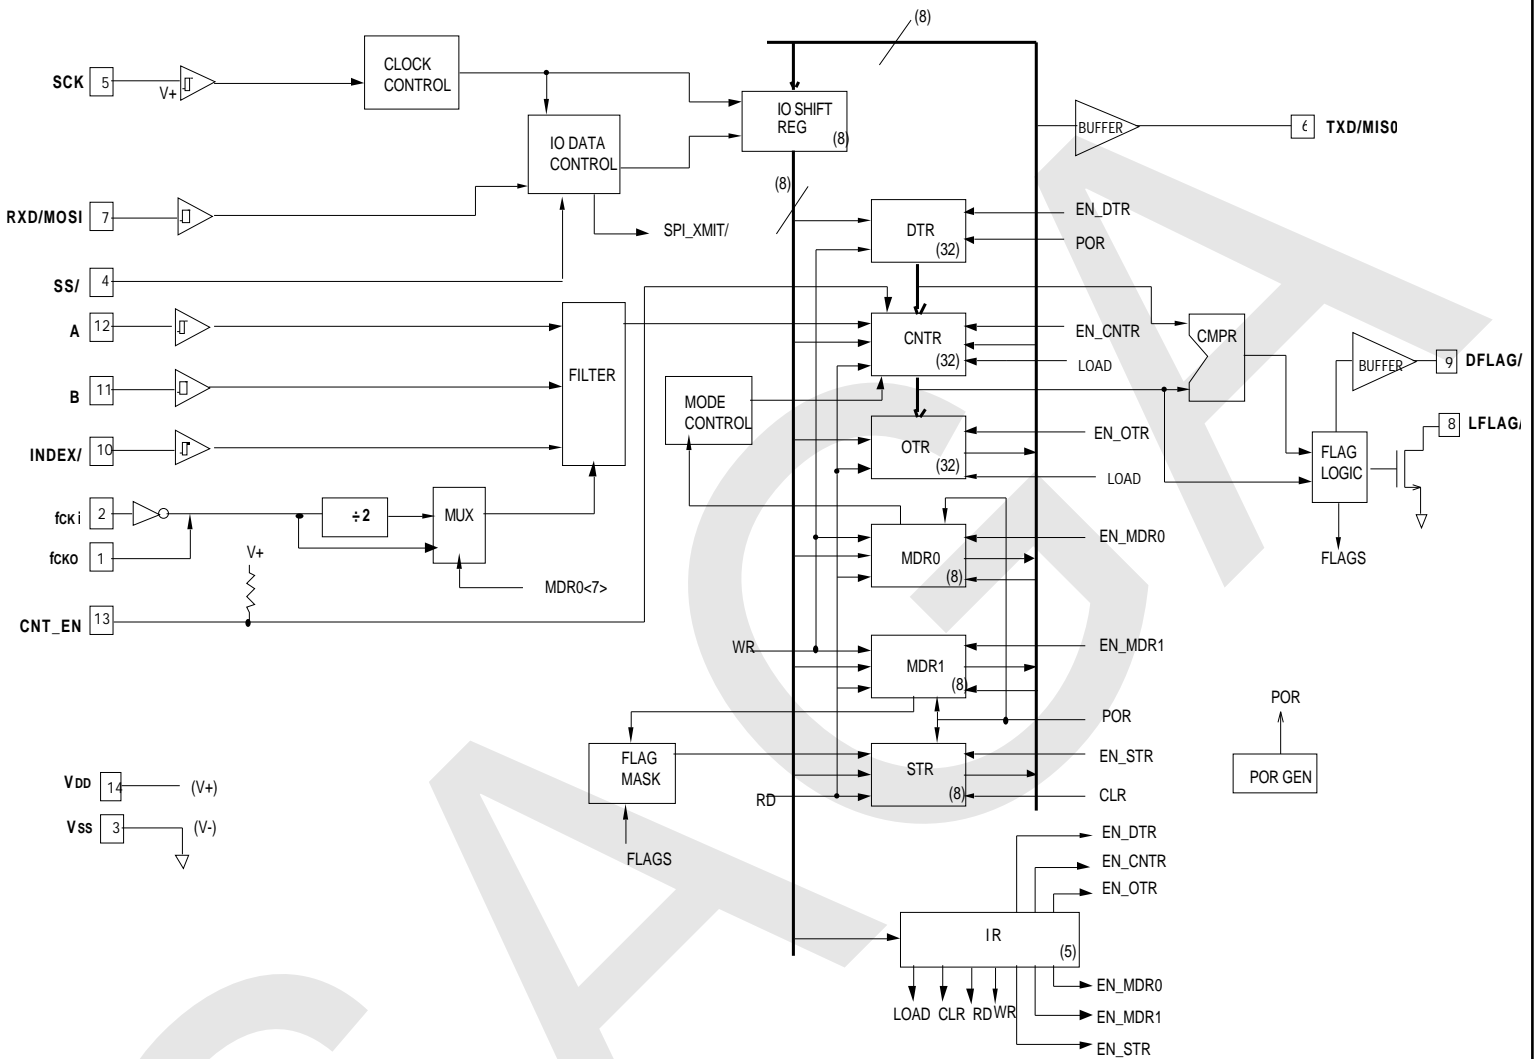 (8)
SCK 5
V+
CLOCK
CONTROL
IO SHIFT
REG
(8)
BUFFER
6 TXD/MISO
IO DATA
CONTROL
(8)
RXD/MOSI 7
SPI_XMIT/
DTR
(32)
EN_DTR
POR
SS/ 4
A 12
CNTR
(32)
EN_CNTR
LOAD
CMPR
BUFFER
9 DFLAG/
FILTER
B 11
MODE
CONTROL
OTR
(32)
EN_OTR
LOAD
8 LFLAG/
FLAG
LOGIC
INDEX/ 10
fCKi 2
÷2
MUX
fCKO 1
V+
MDR0<7>
MDR0
(8)
EN_MDR0
FLAGS
CNT_EN 13
WR
MDR1
(8)
EN_MDR1
POR
POR
FLAG
MASK
STR
(8)
EN_STR
CLR
POR GEN
RD
VDD 14 (V+)
VSS 3 (V-)
FLAGS
EN_DTR
EN_CNTR
EN_OTR
IR
(5)
EN_MDR0
LOAD CLR RD WR
EN_MDR1
EN_STR